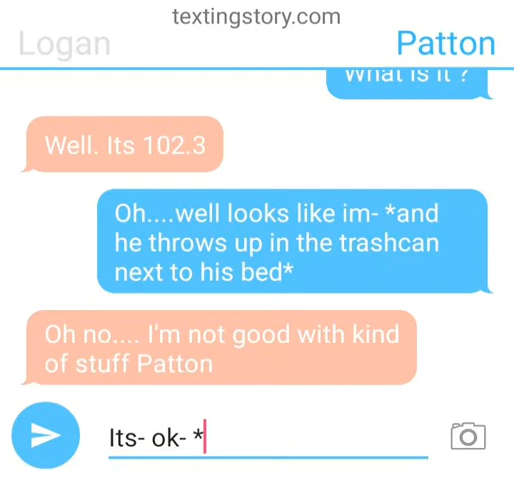 textingstory.com
Logan
Patton
What is it ?
Well. Its 102.3
Oh....well looks like im- *and
he throws up in the trashcan
next to his bed*
Oh no.... I'm not good with kind
of stuff Patton
Its- ok- *